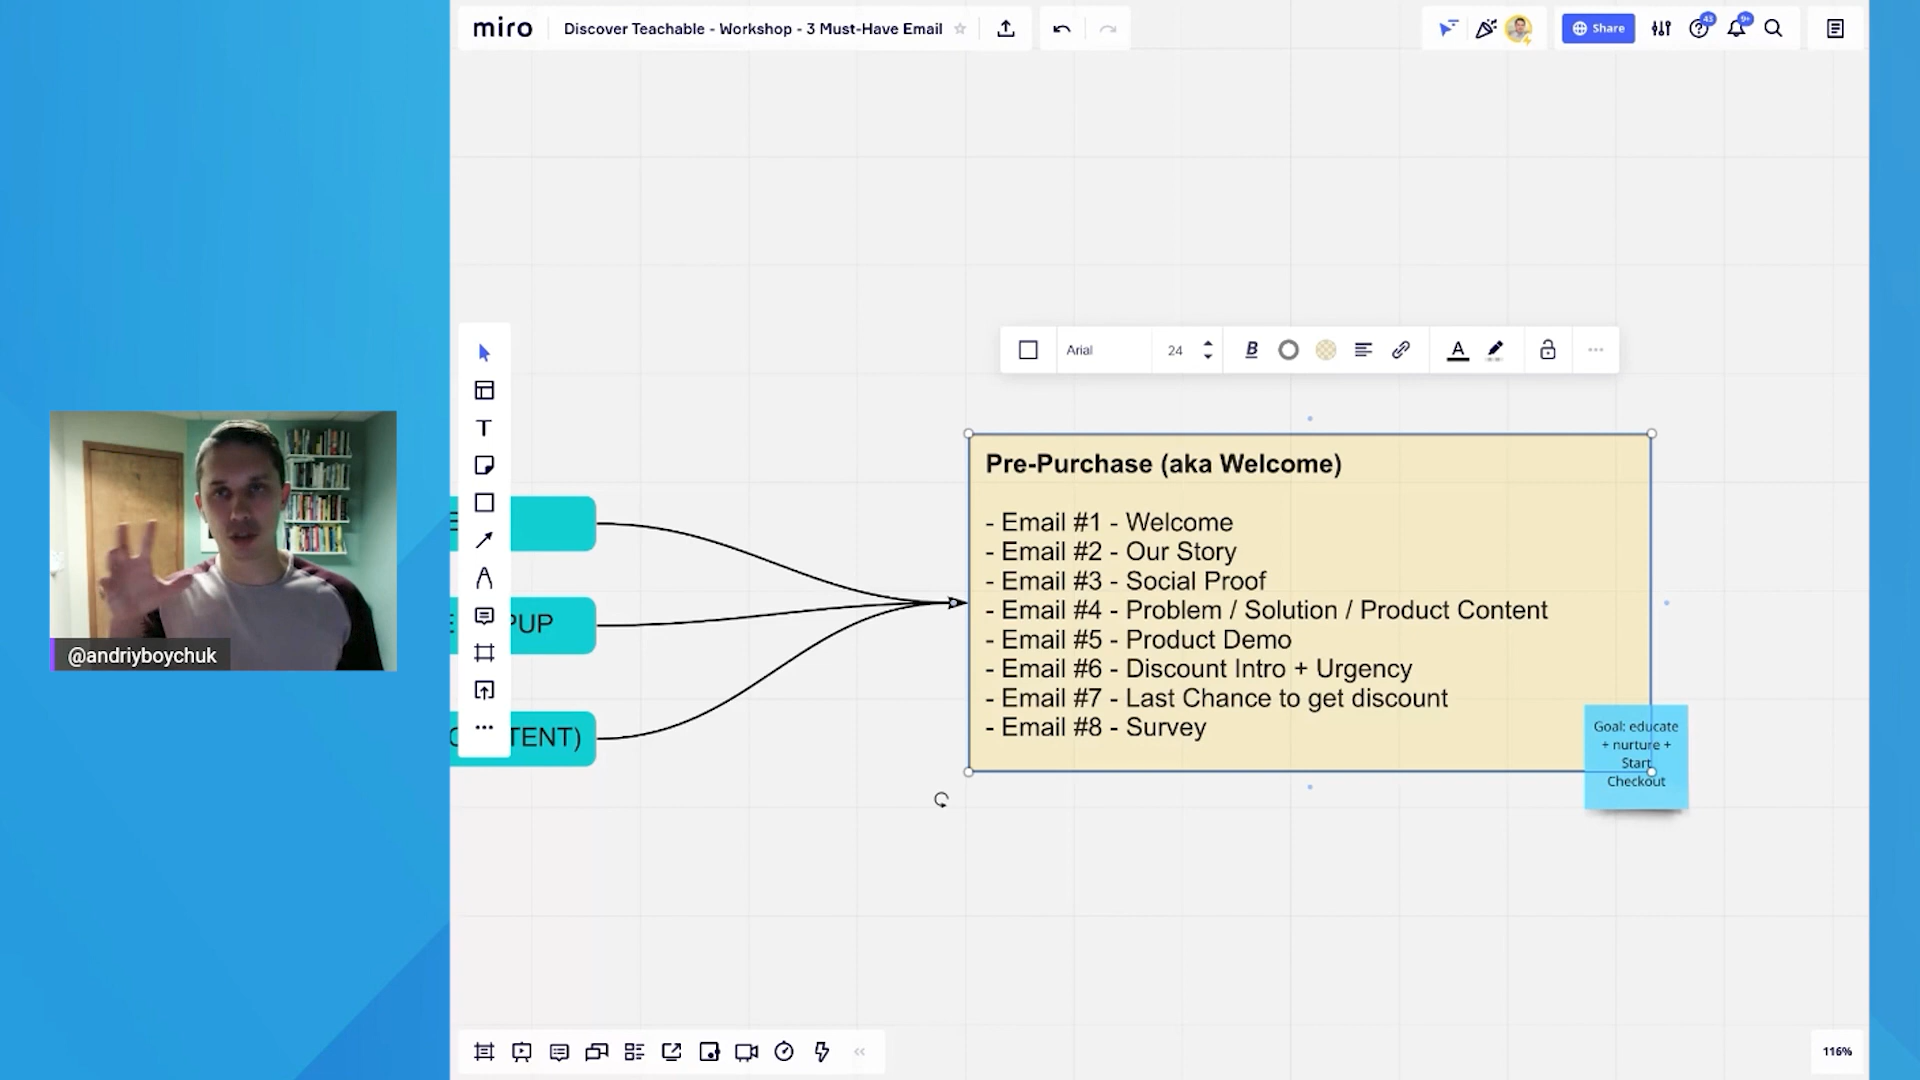 miro
Discover Teachable - Workshop - 3 Must-Have Email
Share
43
9+
Arial
24
B
A
Pre-Purchase (aka Welcome)
- Email #1 - Welcome
- Email #2 - Our Story
- Email #3 - Social Proof
- Email #4 - Problem / Solution / Product Content
- Email #5 - Product Demo
- Email #6 - Discount Intro + Urgency
- Email #7 - Last Chance to get discount
- Email #8 - Survey
Goal: educate
+ nurture +
Start
Checkout
PUP
TENT)
@andriyboychuk
116%